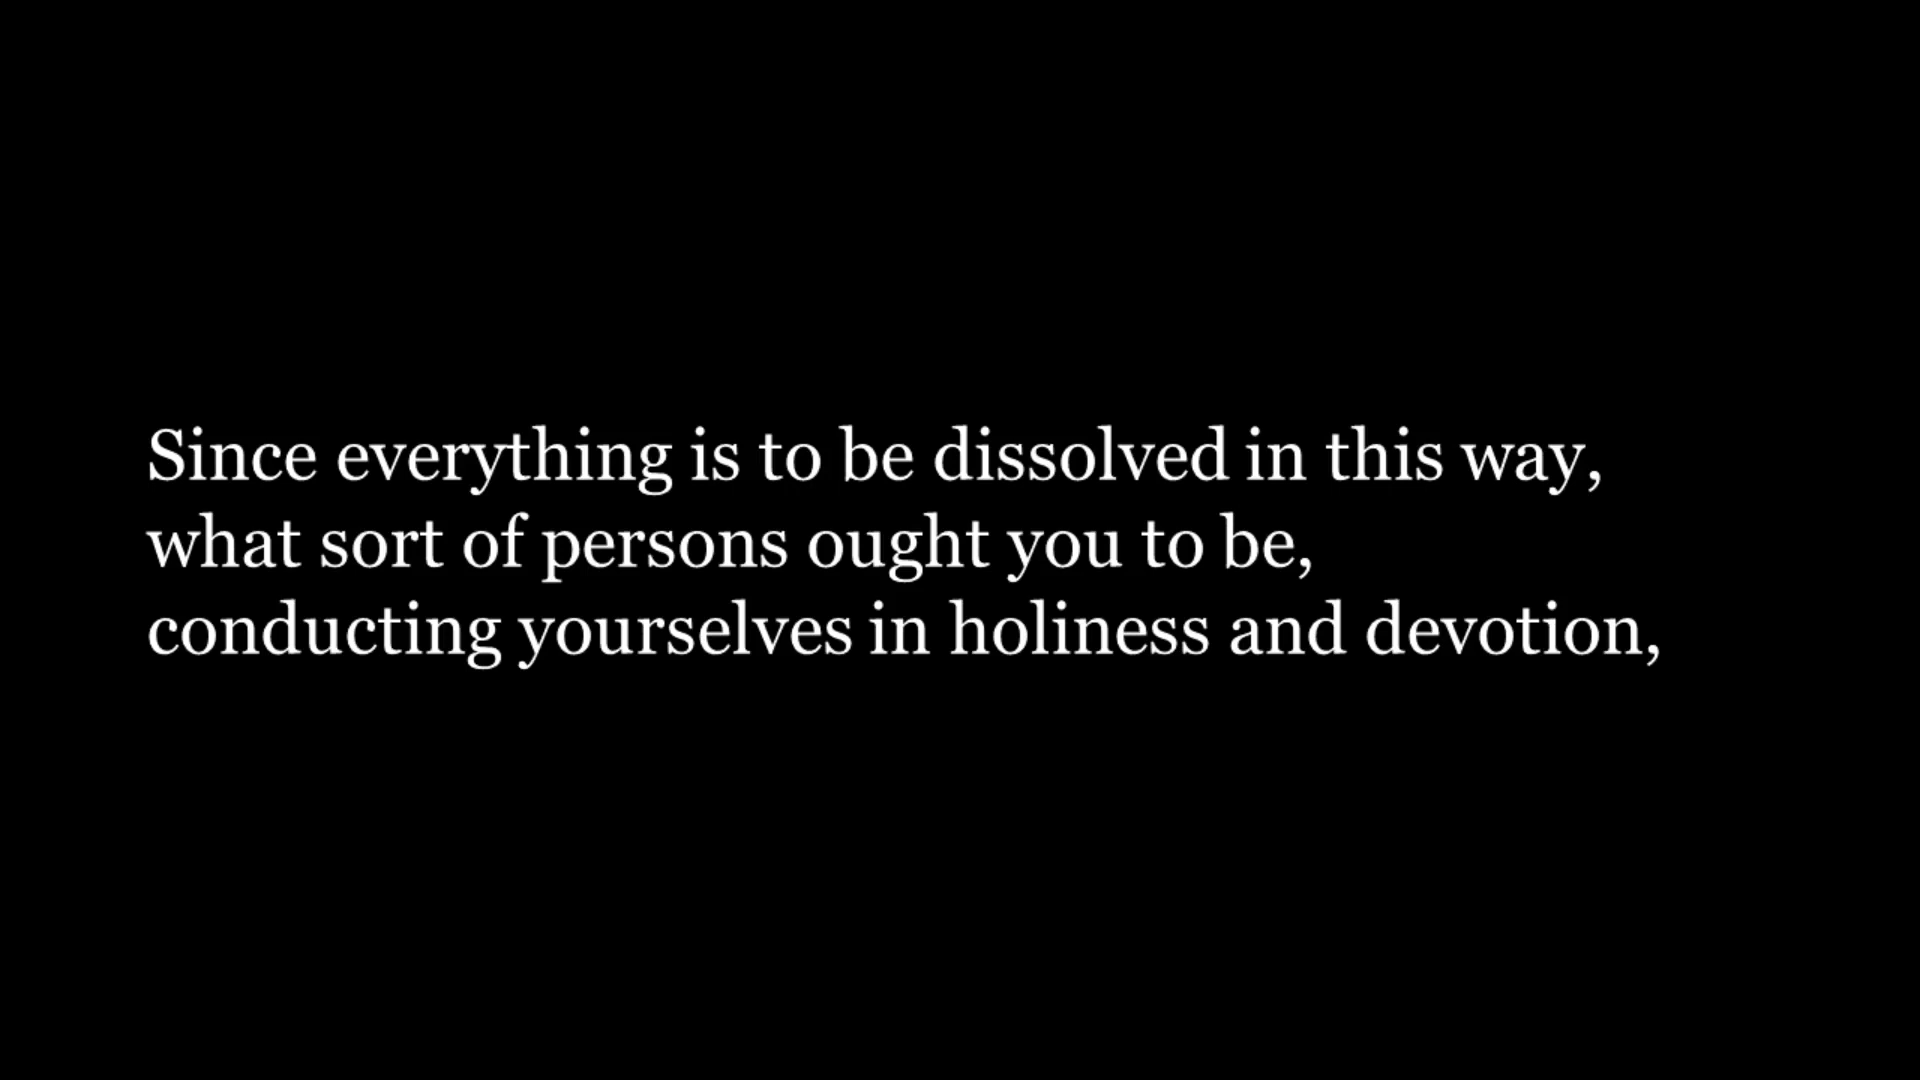 Since everything is to be dissolved in this way,
what sort of persons ought you to be,
conducting yourselves in holiness and devotion,